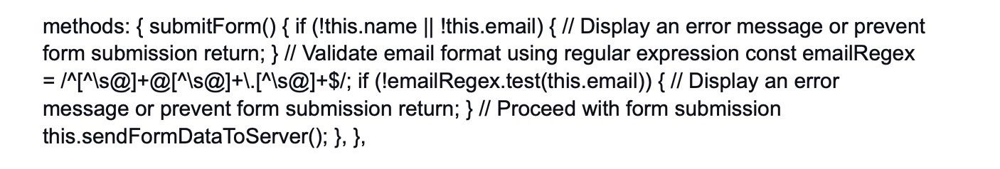 methods: { submitForm() { if (!this.name || !this.email) { // Display an error message or prevent
form submission return; } // Validate email format using regular expression const emailRegex
= /^[^\s@]+@[^\s@]+\.[^\s@]+$/; if (!emailRegex.test(this.email)) { // Display an error
message or prevent form submission return; } // Proceed with form submission
this.sendFormDataToServer(); }, },